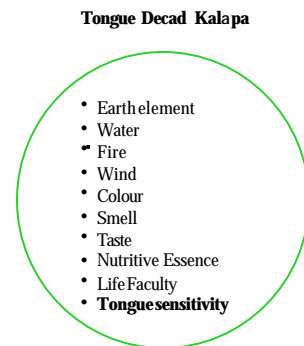 Tongue Decad Kalapa
• Earth element
• Water
• Fire
• Wind
• Colour
• Smell
• Taste
• Nutritive Essence
• Life Faculty
• Tongue sensitivity